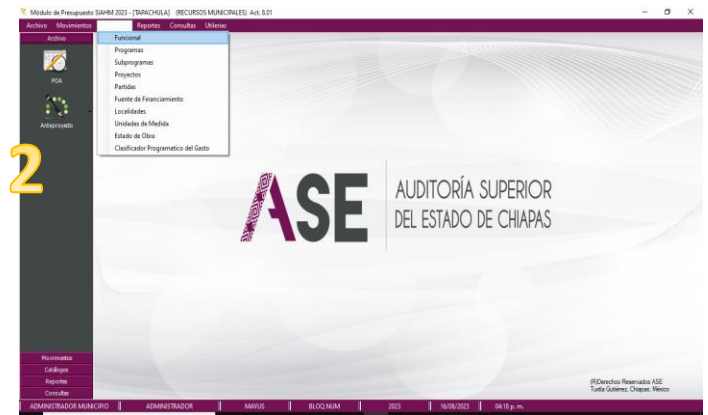 Módulo de Presupuesto SIAHM 2023 - [TAPACHULA] (RECURSOS MUNICIPALES) Act. 8.01
Archivo Movimientos Reportes Consultas Utilerias
Archivo
Funcional
Programas
Subprogramas
Proyectos
Partidas
Fuente de Financiamiento
Localidades
Unidades de Medida
Estado de Obra
Clasificador Programatico del Gasto
POA
Anteproyecto
2
ASE
AUDITORÍA SUPERIOR
DEL ESTADO DE CHIAPAS
Movimientos
Catálogos
Reportes
Consultas
(R)Derechos Reservados ASE
Tuxtla Gutiérrez, Chiapas, México
ADMINISTRADOR MUNICIPIO ADMINISTRADOR MAYUS BLOQ.NUM 2023 16/08/2023 04:18 p. m.